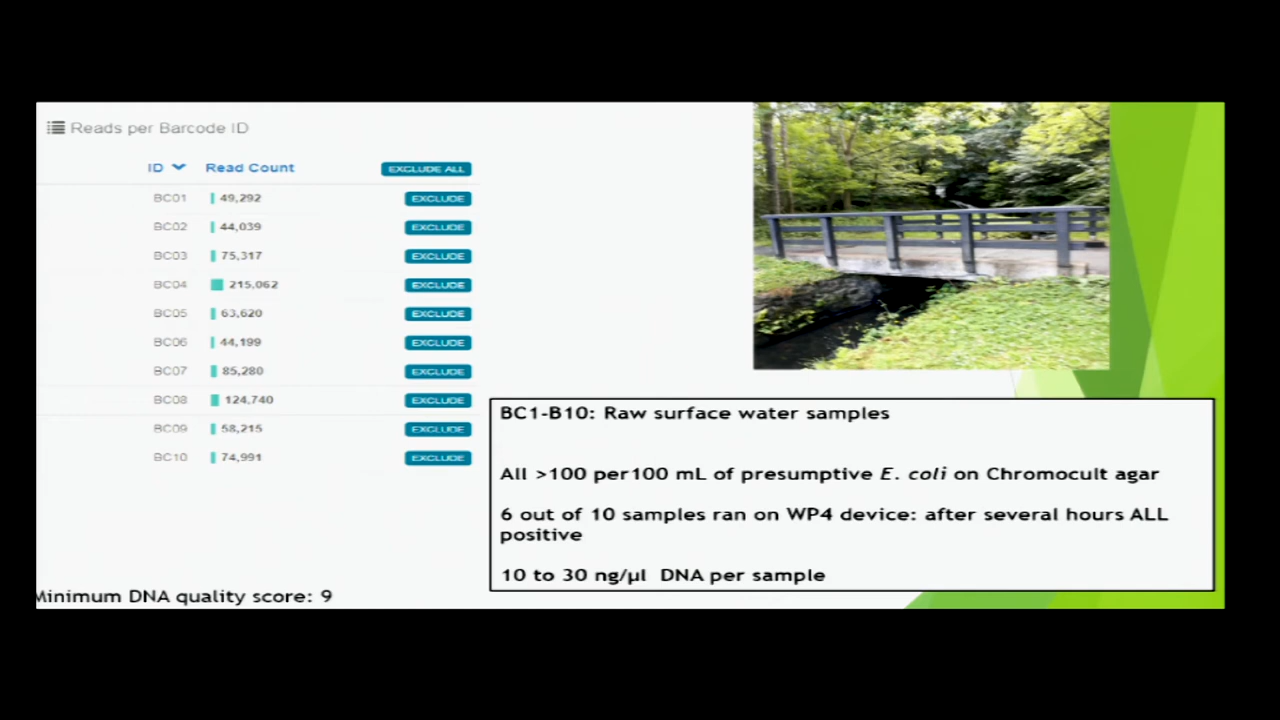 Reads per Barcode ID
ID Read Count EXCLUDE ALL
BC01 49,292 EXCLUDE
BC02 44,039 EXCLUDE
BC03 75,317 EXCLUDE
BC04 215,062 EXCLUDE
BC05 63,620 EXCLUDE
BC06 44,199 EXCLUDE
BC07 85,280 EXCLUDE
BC08 124,740 EXCLUDE
BC09 58,215 EXCLUDE
BC10 74,991 EXCLUDE
Minimum DNA quality score: 9
BC1-B10: Raw surface water samples
All >100 per100 mL of presumptive E. coli on Chromocult agar
6 out of 10 samples ran on WP4 device: after several hours ALL
positive
10 to 30 ng/µl DNA per sample